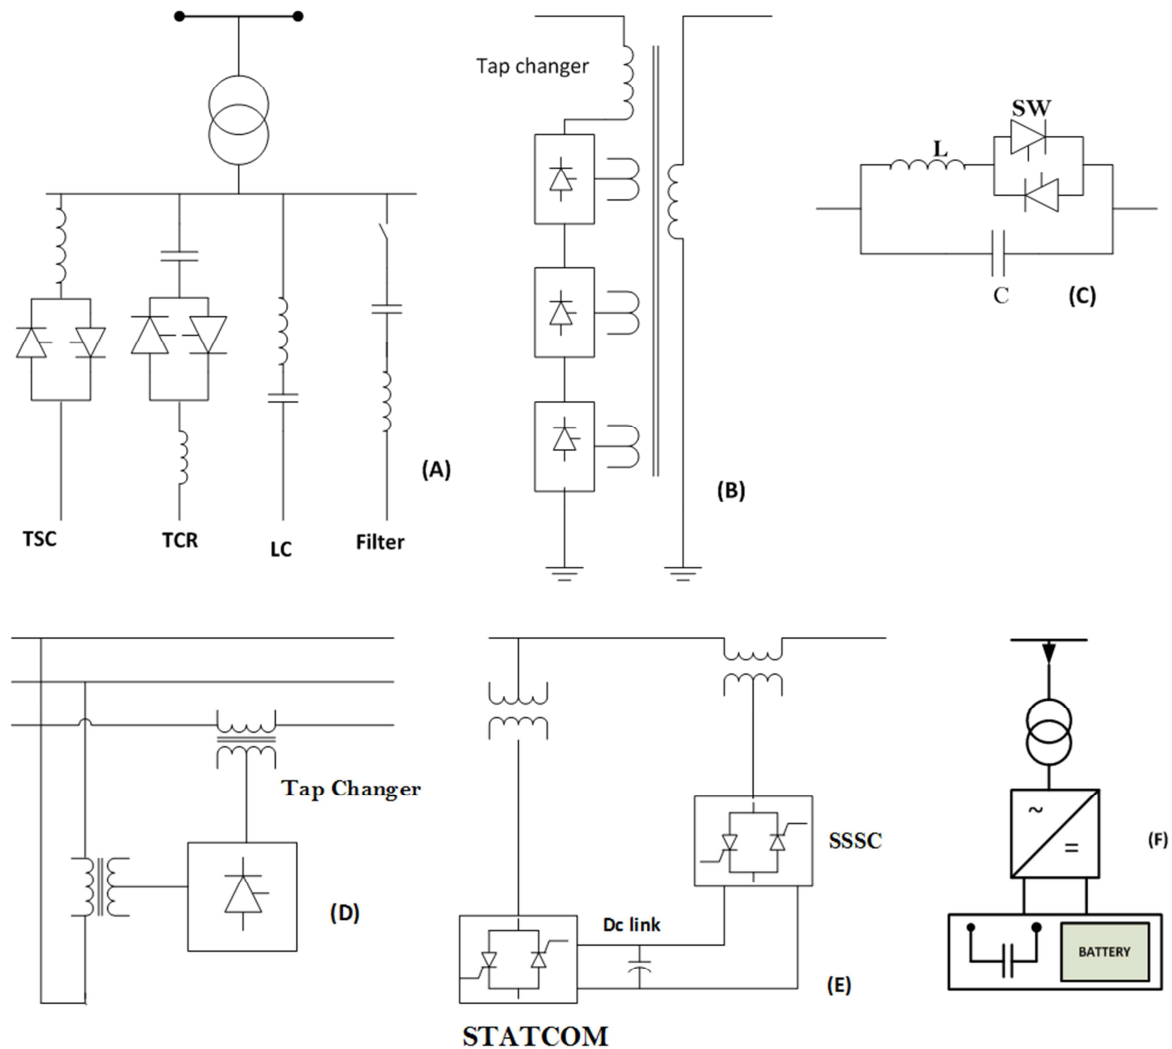 Tap changer
SW
L
C
(C)
(A)
(B)
TSC
TCR
LC
Filter
Tap Changer
(D)
SSSC
Dc link
(E)
STATCOM
~
=
(F)
BATTERY